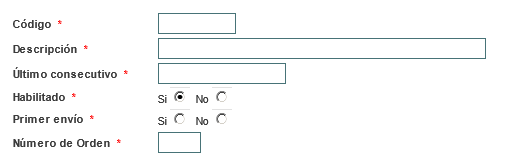 Código *
Descripción *
Último consecutivo *
Habilitado * Si No
Primer envío * Si No
Número de Orden *